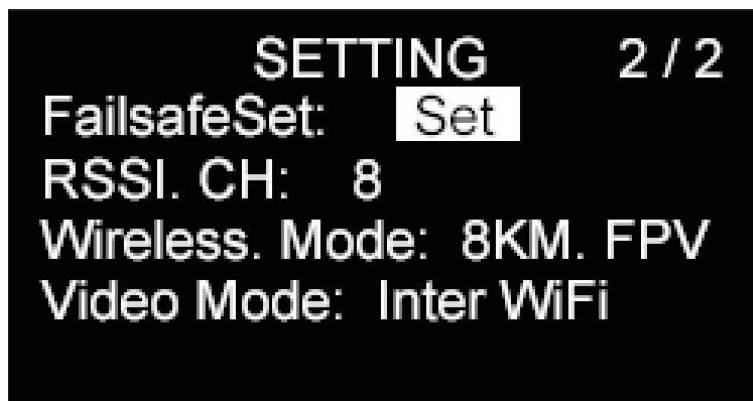 SETTING 2 / 2
FailsafeSet: Set
RSSI. CH: 8
Wireless. Mode: 8KM. FPV
Video Mode: Inter WiFi